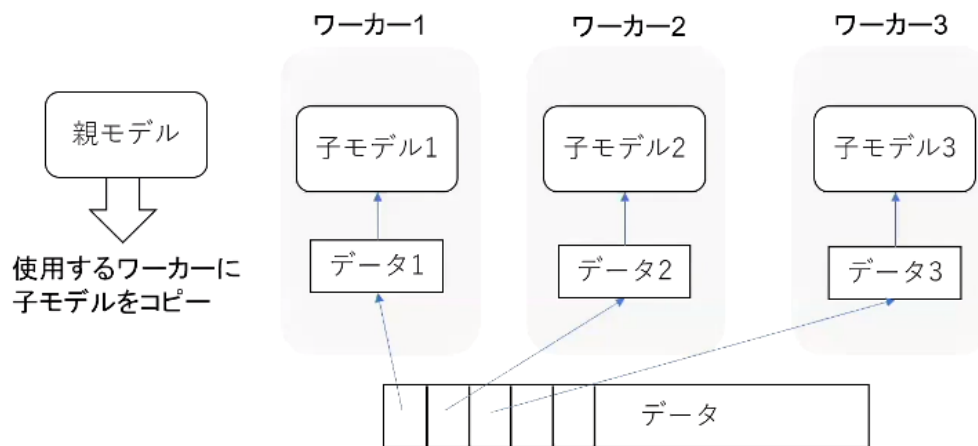 ワーカー1
ワーカー2
ワーカー3
親モデル
子モデル1
子モデル2
子モデル3
使用するワーカーに
子モデルをコピー
データ1
データ2
データ3
データ